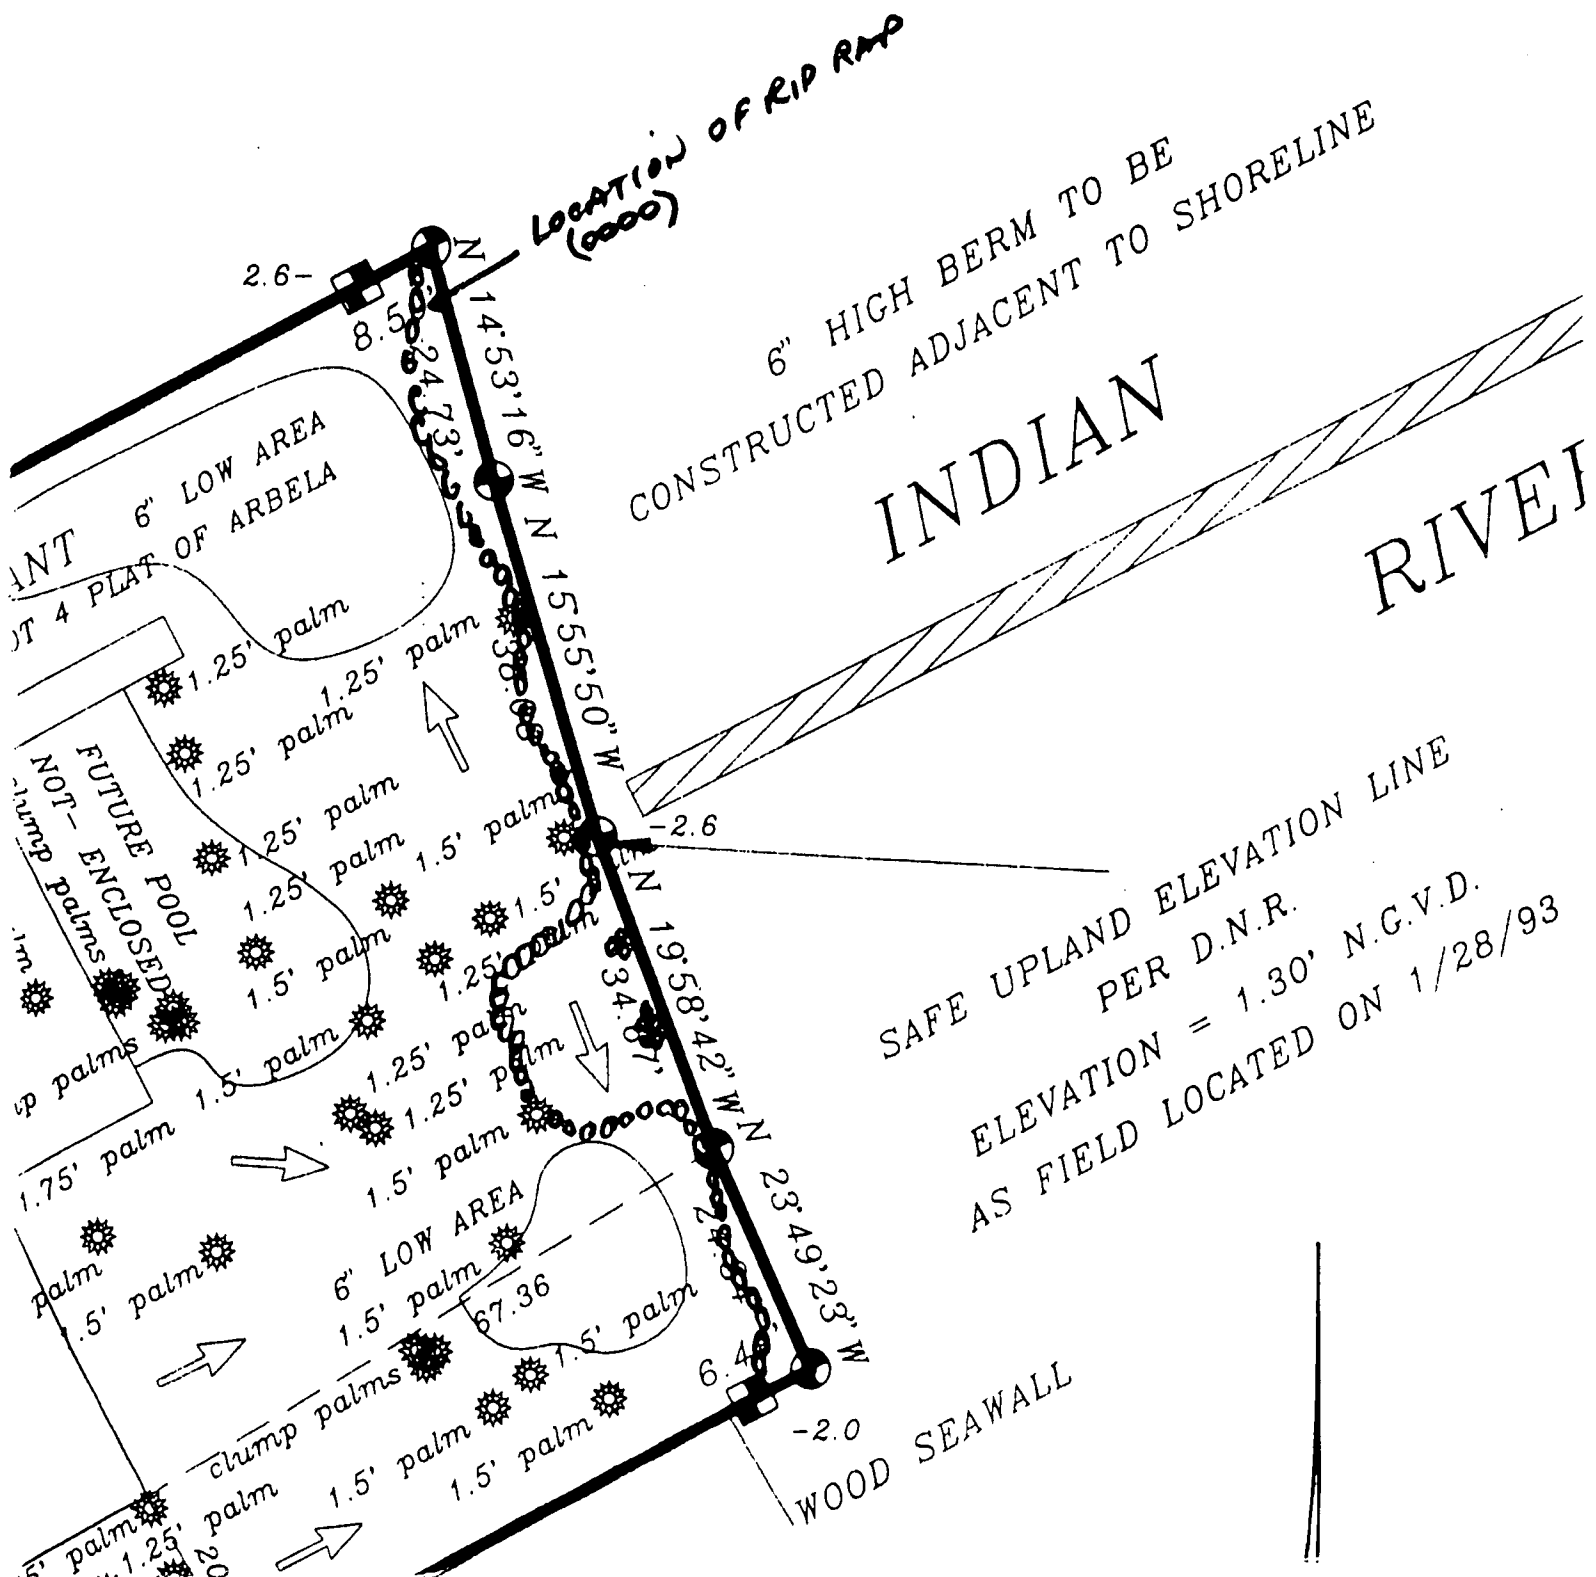 LOCATION OF RIP RAP
(0000)
6" HIGH BERM TO BE
CONSTRUCTED ADJACENT TO SHORELINE
INDIAN
RIVER
2.6-
8.5'
N 14°53'16" W
24.73'
6" LOW AREA
4 PLAT OF ARBELA
N 15°55'50" W
1.25' palm
1.25' palm
1.25' palm
1.25' palm
1.25' palm
1.5' palm
1.5' palm
1.5' palm
1.25' palm
FUTURE POOL
NOT- ENCLOSED
clump palms
palms
1.5' palm
1.25' palm
1.25' palm
1.5' palm
1.75' palm
-2.6
N 19°58'42" W
SAFE UPLAND ELEVATION LINE
PER D.N.R.
ELEVATION = 1.30' N.G.V.D.
AS FIELD LOCATED ON 1/28/93
N 23°49'23" W
6" LOW AREA
palm
1.5' palm
1.5' palm
67.36
1.5' palm
clump palms
1.5' palm
1.5' palm
6.4'
-2.0
WOOD SEAWALL
palm
1.25' palm